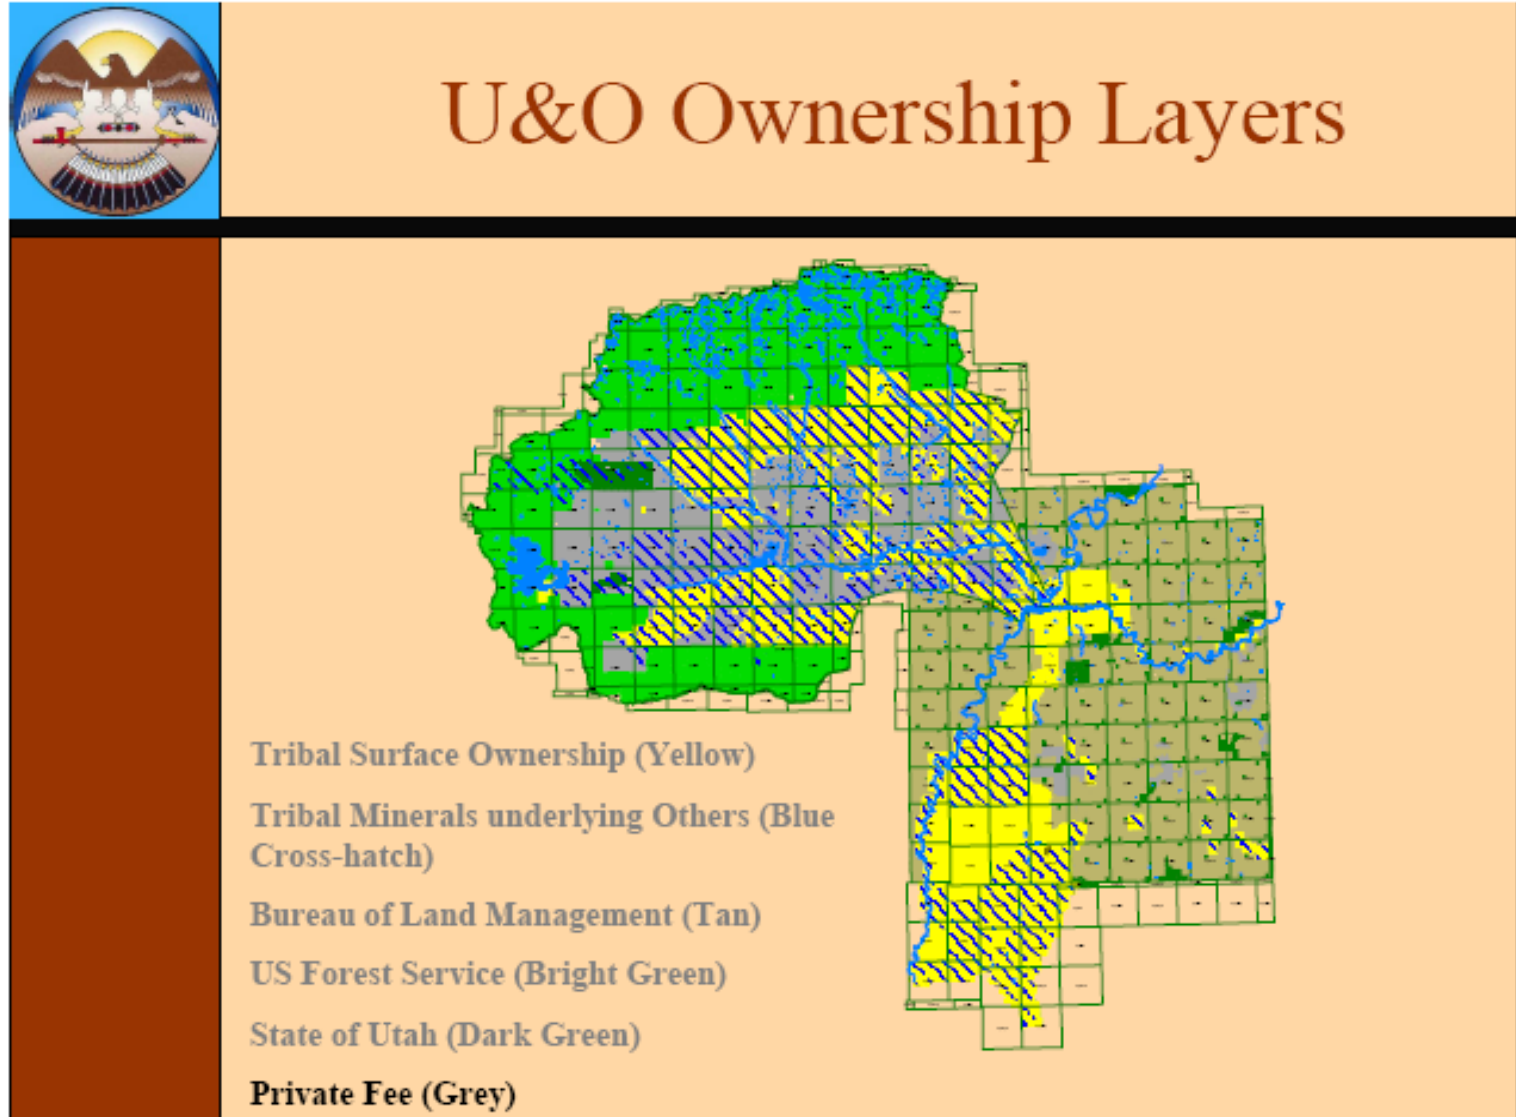 U&O Ownership Layers
Tribal Surface Ownership (Yellow)
Tribal Minerals underlying Others (Blue
Cross-hatch)
Bureau of Land Management (Tan)
US Forest Service (Bright Green)
State of Utah (Dark Green)
Private Fee (Grey)